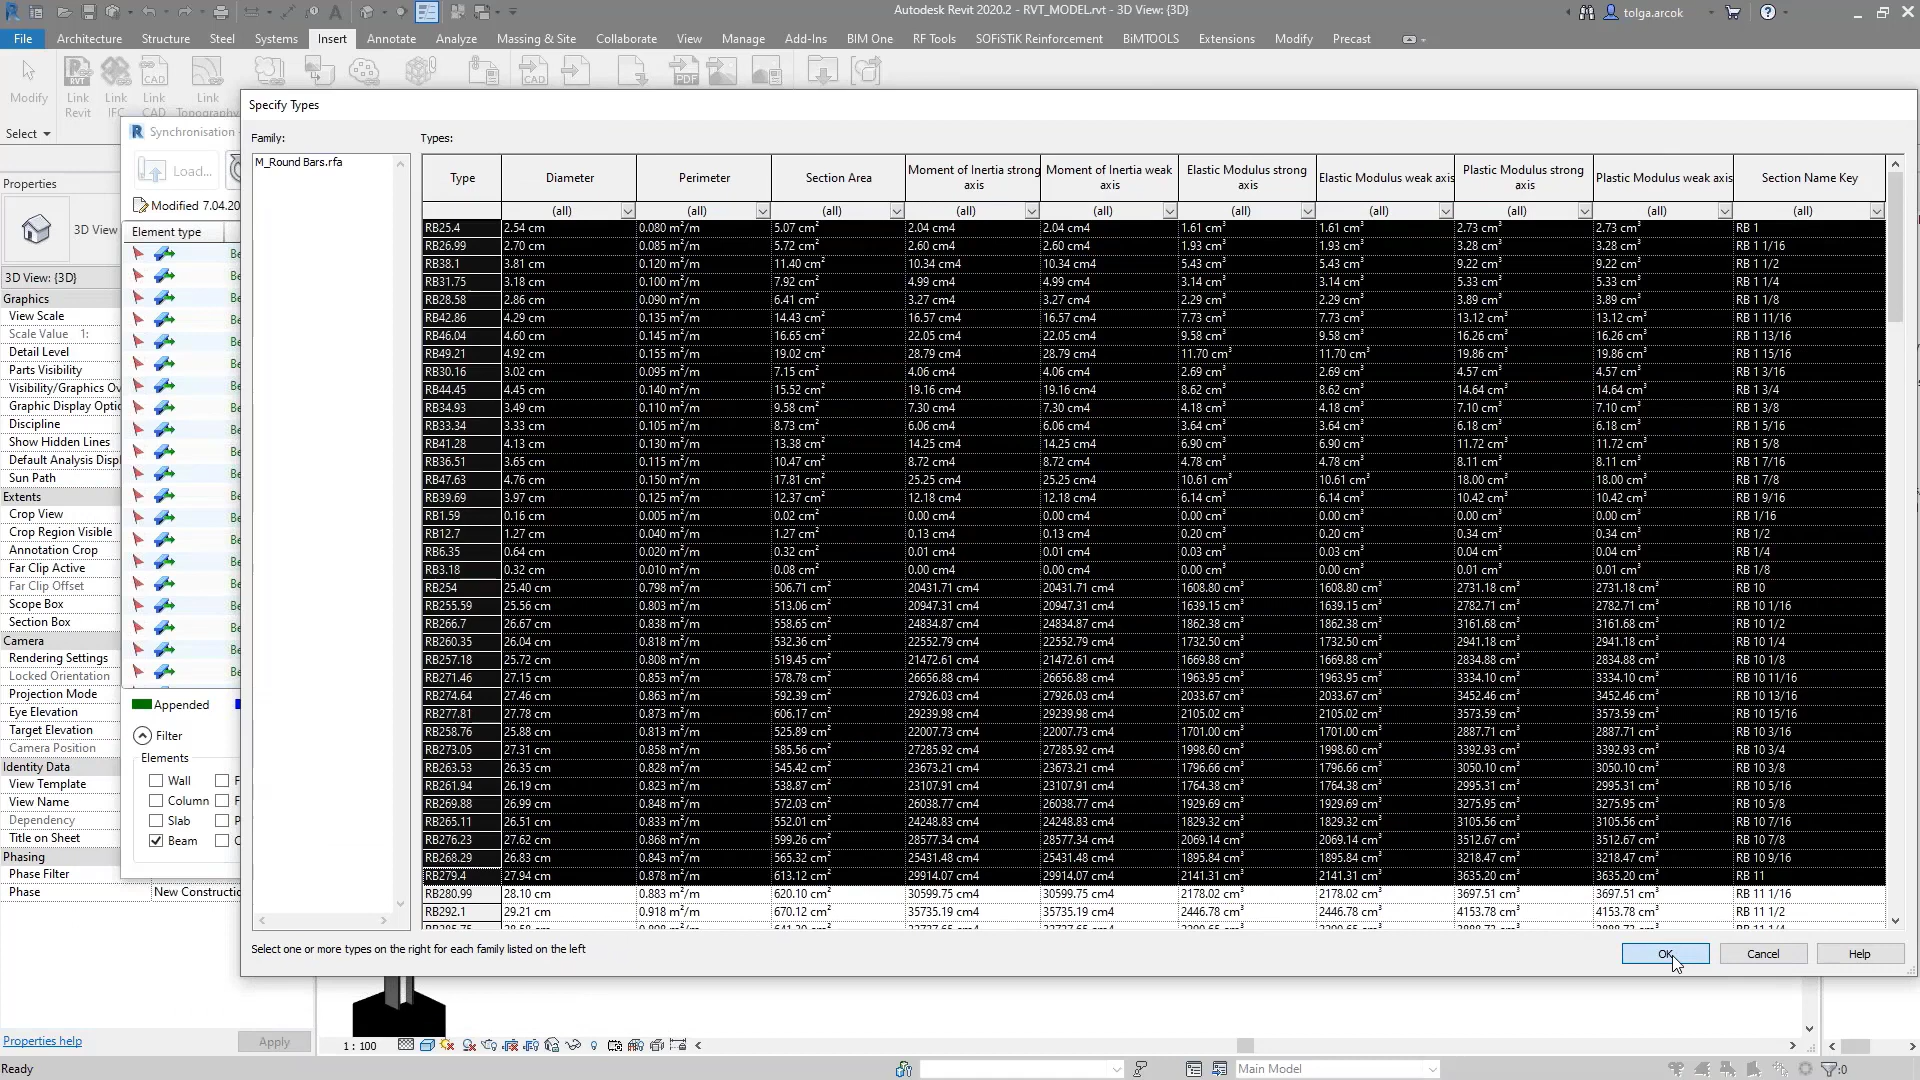 Autodesk Revit 2020.2 - RVT_MODEL.rvt - 3D View: {3D}
tolga.arcok
File Architecture Structure Steel Systems Insert Annotate Analyze Massing & Site Collaborate View Manage Add-Ins BIM One RF Tools SOFiSTiK Reinforcement BiMTOOLS Extensions Modify Precast
Modify
Link Revit
Link IFC
Link CAD
Link Topography
Select
Synchronisation -
Load...
Modified 7.04.20
Element type
Properties
3D View
3D View: {3D}
Graphics
View Scale
Scale Value 1:
Detail Level
Parts Visibility
Visibility/Graphics Ov
Graphic Display Optic
Discipline
Show Hidden Lines
Default Analysis Displ
Sun Path
Extents
Crop View
Crop Region Visible
Annotation Crop
Far Clip Active
Far Clip Offset
Scope Box
Section Box
Camera
Rendering Settings
Locked Orientation
Projection Mode
Eye Elevation
Target Elevation
Camera Position
Identity Data
View Template
View Name
Dependency
Title on Sheet
Phasing
Phase Filter
Phase New Constructi
Properties help
Apply
Appended
Filter
Elements
Wall
Column
Slab
Beam
Specify Types
Family:
M_Round Bars.rfa
Types:
Type Diameter Perimeter Section Area Moment of Inertia strong axis Moment of Inertia weak axis Elastic Modulus strong axis Elastic Modulus weak axis Plastic Modulus strong axis Plastic Modulus weak axis Section Name Key
(all) (all) (all) (all) (all) (all) (all) (all) (all) (all)
RB25.4 2.54 cm 0.080 m²/m 5.07 cm² 2.04 cm4 2.04 cm4 1.61 cm³ 1.61 cm³ 2.73 cm³ 2.73 cm³ RB 1
RB26.99 2.70 cm 0.085 m²/m 5.72 cm² 2.60 cm4 2.60 cm4 1.93 cm³ 1.93 cm³ 3.28 cm³ 3.28 cm³ RB 1 1/16
RB38.1 3.81 cm 0.120 m²/m 11.40 cm² 10.34 cm4 10.34 cm4 5.43 cm³ 5.43 cm³ 9.22 cm³ 9.22 cm³ RB 1 1/2
RB31.75 3.18 cm 0.100 m²/m 7.92 cm² 4.99 cm4 4.99 cm4 3.14 cm³ 3.14 cm³ 5.33 cm³ 5.33 cm³ RB 1 1/4
RB28.58 2.86 cm 0.090 m²/m 6.41 cm² 3.27 cm4 3.27 cm4 2.29 cm³ 2.29 cm³ 3.89 cm³ 3.89 cm³ RB 1 1/8
RB42.86 4.29 cm 0.135 m²/m 14.43 cm² 16.57 cm4 16.57 cm4 7.73 cm³ 7.73 cm³ 13.12 cm³ 13.12 cm³ RB 1 11/16
RB46.04 4.60 cm 0.145 m²/m 16.65 cm² 22.05 cm4 22.05 cm4 9.58 cm³ 9.58 cm³ 16.26 cm³ 16.26 cm³ RB 1 13/16
RB49.21 4.92 cm 0.155 m²/m 19.02 cm² 28.79 cm4 28.79 cm4 11.70 cm³ 11.70 cm³ 19.86 cm³ 19.86 cm³ RB 1 15/16
RB30.16 3.02 cm 0.095 m²/m 7.15 cm² 4.06 cm4 4.06 cm4 2.69 cm³ 2.69 cm³ 4.57 cm³ 4.57 cm³ RB 1 3/16
RB44.45 4.45 cm 0.140 m²/m 15.52 cm² 19.16 cm4 19.16 cm4 8.62 cm³ 8.62 cm³ 14.64 cm³ 14.64 cm³ RB 1 3/4
RB34.93 3.49 cm 0.110 m²/m 9.58 cm² 7.30 cm4 7.30 cm4 4.18 cm³ 4.18 cm³ 7.10 cm³ 7.10 cm³ RB 1 3/8
RB33.34 3.33 cm 0.105 m²/m 8.73 cm² 6.06 cm4 6.06 cm4 3.64 cm³ 3.64 cm³ 6.18 cm³ 6.18 cm³ RB 1 5/16
RB41.28 4.13 cm 0.130 m²/m 13.38 cm² 14.25 cm4 14.25 cm4 6.90 cm³ 6.90 cm³ 11.72 cm³ 11.72 cm³ RB 1 5/8
RB36.51 3.65 cm 0.115 m²/m 10.47 cm² 8.72 cm4 8.72 cm4 4.78 cm³ 4.78 cm³ 8.11 cm³ 8.11 cm³ RB 1 7/16
RB47.63 4.76 cm 0.150 m²/m 17.81 cm² 25.25 cm4 25.25 cm4 10.61 cm³ 10.61 cm³ 18.00 cm³ 18.00 cm³ RB 1 7/8
RB39.69 3.97 cm 0.125 m²/m 12.37 cm² 12.18 cm4 12.18 cm4 6.14 cm³ 6.14 cm³ 10.42 cm³ 10.42 cm³ RB 1 9/16
RB1.59 0.16 cm 0.005 m²/m 0.02 cm² 0.00 cm4 0.00 cm4 0.00 cm³ 0.00 cm³ 0.00 cm³ 0.00 cm³ RB 1/16
RB12.7 1.27 cm 0.040 m²/m 1.27 cm² 0.13 cm4 0.13 cm4 0.20 cm³ 0.20 cm³ 0.34 cm³ 0.34 cm³ RB 1/2
RB6.35 0.64 cm 0.020 m²/m 0.32 cm² 0.01 cm4 0.01 cm4 0.03 cm³ 0.03 cm³ 0.04 cm³ 0.04 cm³ RB 1/4
RB3.18 0.32 cm 0.010 m²/m 0.08 cm² 0.00 cm4 0.00 cm4 0.00 cm³ 0.00 cm³ 0.01 cm³ 0.01 cm³ RB 1/8
RB254 25.40 cm 0.798 m²/m 506.71 cm² 20431.71 cm4 20431.71 cm4 1608.80 cm³ 1608.80 cm³ 2731.18 cm³ 2731.18 cm³ RB 10
RB255.59 25.56 cm 0.803 m²/m 513.06 cm² 20947.31 cm4 20947.31 cm4 1639.15 cm³ 1639.15 cm³ 2782.71 cm³ 2782.71 cm³ RB 10 1/16
RB266.7 26.67 cm 0.838 m²/m 558.65 cm² 24834.87 cm4 24834.87 cm4 1862.38 cm³ 1862.38 cm³ 3161.68 cm³ 3161.68 cm³ RB 10 1/2
RB260.35 26.04 cm 0.818 m²/m 532.36 cm² 22552.79 cm4 22552.79 cm4 1732.50 cm³ 1732.50 cm³ 2941.18 cm³ 2941.18 cm³ RB 10 1/4
RB257.18 25.72 cm 0.808 m²/m 519.45 cm² 21472.61 cm4 21472.61 cm4 1669.88 cm³ 1669.88 cm³ 2834.88 cm³ 2834.88 cm³ RB 10 1/8
RB271.46 27.15 cm 0.853 m²/m 578.78 cm² 26656.88 cm4 26656.88 cm4 1963.95 cm³ 1963.95 cm³ 3334.10 cm³ 3334.10 cm³ RB 10 11/16
RB274.64 27.46 cm 0.863 m²/m 592.39 cm² 27926.03 cm4 27926.03 cm4 2033.67 cm³ 2033.67 cm³ 3452.46 cm³ 3452.46 cm³ RB 10 13/16
RB277.81 27.78 cm 0.873 m²/m 606.17 cm² 29239.98 cm4 29239.98 cm4 2105.02 cm³ 2105.02 cm³ 3573.59 cm³ 3573.59 cm³ RB 10 15/16
RB258.76 25.88 cm 0.813 m²/m 525.89 cm² 22007.73 cm4 22007.73 cm4 1701.00 cm³ 1701.00 cm³ 2887.71 cm³ 2887.71 cm³ RB 10 3/16
RB273.05 27.31 cm 0.858 m²/m 585.56 cm² 27285.92 cm4 27285.92 cm4 1998.60 cm³ 1998.60 cm³ 3392.93 cm³ 3392.93 cm³ RB 10 3/4
RB263.53 26.35 cm 0.828 m²/m 545.42 cm² 23673.21 cm4 23673.21 cm4 1796.66 cm³ 1796.66 cm³ 3050.10 cm³ 3050.10 cm³ RB 10 3/8
RB261.94 26.19 cm 0.823 m²/m 538.87 cm² 23107.91 cm4 23107.91 cm4 1764.38 cm³ 1764.38 cm³ 2995.31 cm³ 2995.31 cm³ RB 10 5/16
RB269.88 26.99 cm 0.848 m²/m 572.03 cm² 26038.77 cm4 26038.77 cm4 1929.69 cm³ 1929.69 cm³ 3275.95 cm³ 3275.95 cm³ RB 10 5/8
RB265.11 26.51 cm 0.833 m²/m 552.01 cm² 24248.83 cm4 24248.83 cm4 1829.32 cm³ 1829.32 cm³ 3105.56 cm³ 3105.56 cm³ RB 10 7/16
RB276.23 27.62 cm 0.868 m²/m 599.26 cm² 28577.34 cm4 28577.34 cm4 2069.14 cm³ 2069.14 cm³ 3512.67 cm³ 3512.67 cm³ RB 10 7/8
RB268.29 26.83 cm 0.843 m²/m 565.32 cm² 25431.48 cm4 25431.48 cm4 1895.84 cm³ 1895.84 cm³ 3218.47 cm³ 3218.47 cm³ RB 10 9/16
RB279.4 27.94 cm 0.878 m²/m 613.12 cm² 29914.07 cm4 29914.07 cm4 2141.31 cm³ 2141.31 cm³ 3635.20 cm³ 3635.20 cm³ RB 11
RB280.99 28.10 cm 0.883 m²/m 620.10 cm² 30599.75 cm4 30599.75 cm4 2178.02 cm³ 2178.02 cm³ 3697.51 cm³ 3697.51 cm³ RB 11 1/16
RB292.1 29.21 cm 0.918 m²/m 670.12 cm² 35735.19 cm4 35735.19 cm4 2446.78 cm³ 2446.78 cm³ 4153.78 cm³ 4153.78 cm³ RB 11 1/2
Select one or more types on the right for each family listed on the left
OK Cancel Help
1 : 100
Ready
Main Model
:0